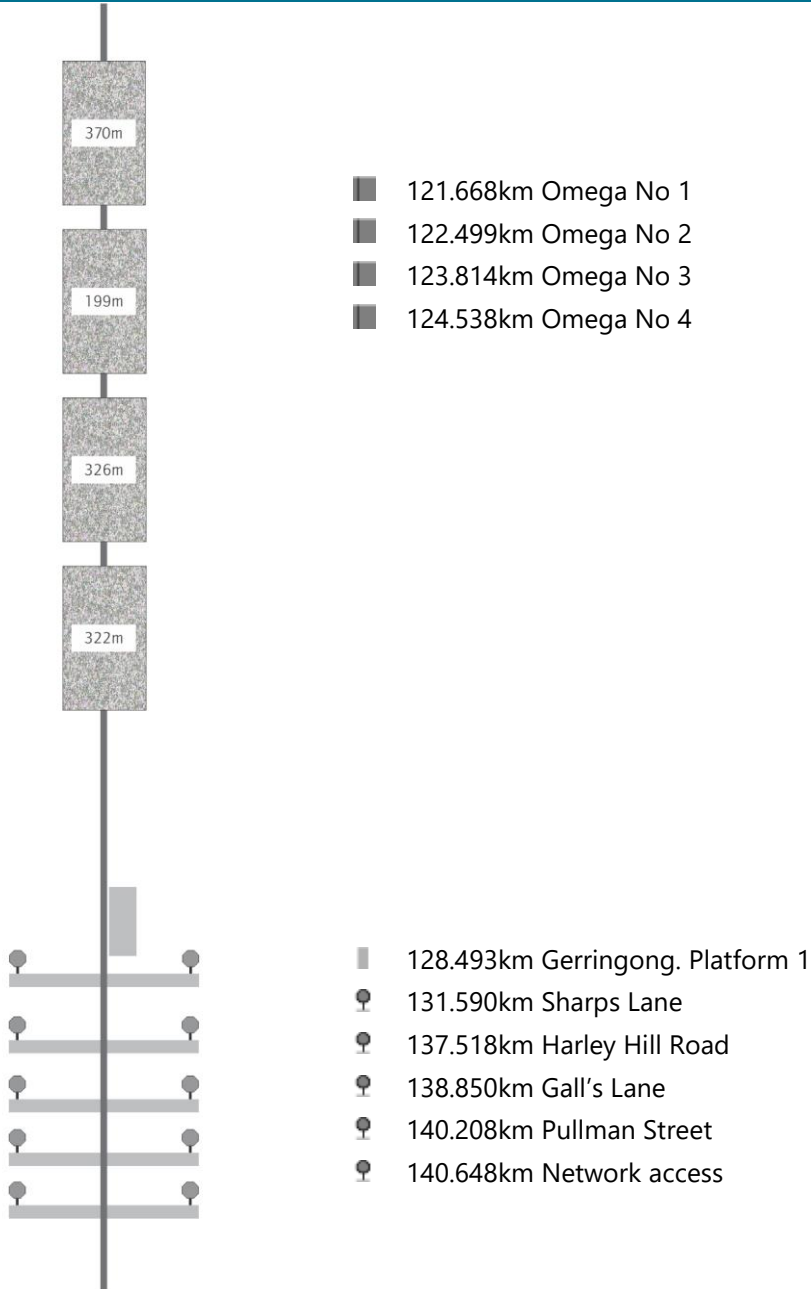 370m
199m
326m
322m
121.668km Omega No 1
122.499km Omega No 2
123.814km Omega No 3
124.538km Omega No 4
128.493km Gerringong. Platform 1
131.590km Sharps Lane
137.518km Harley Hill Road
138.850km Gall’s Lane
140.208km Pullman Street
140.648km Network access